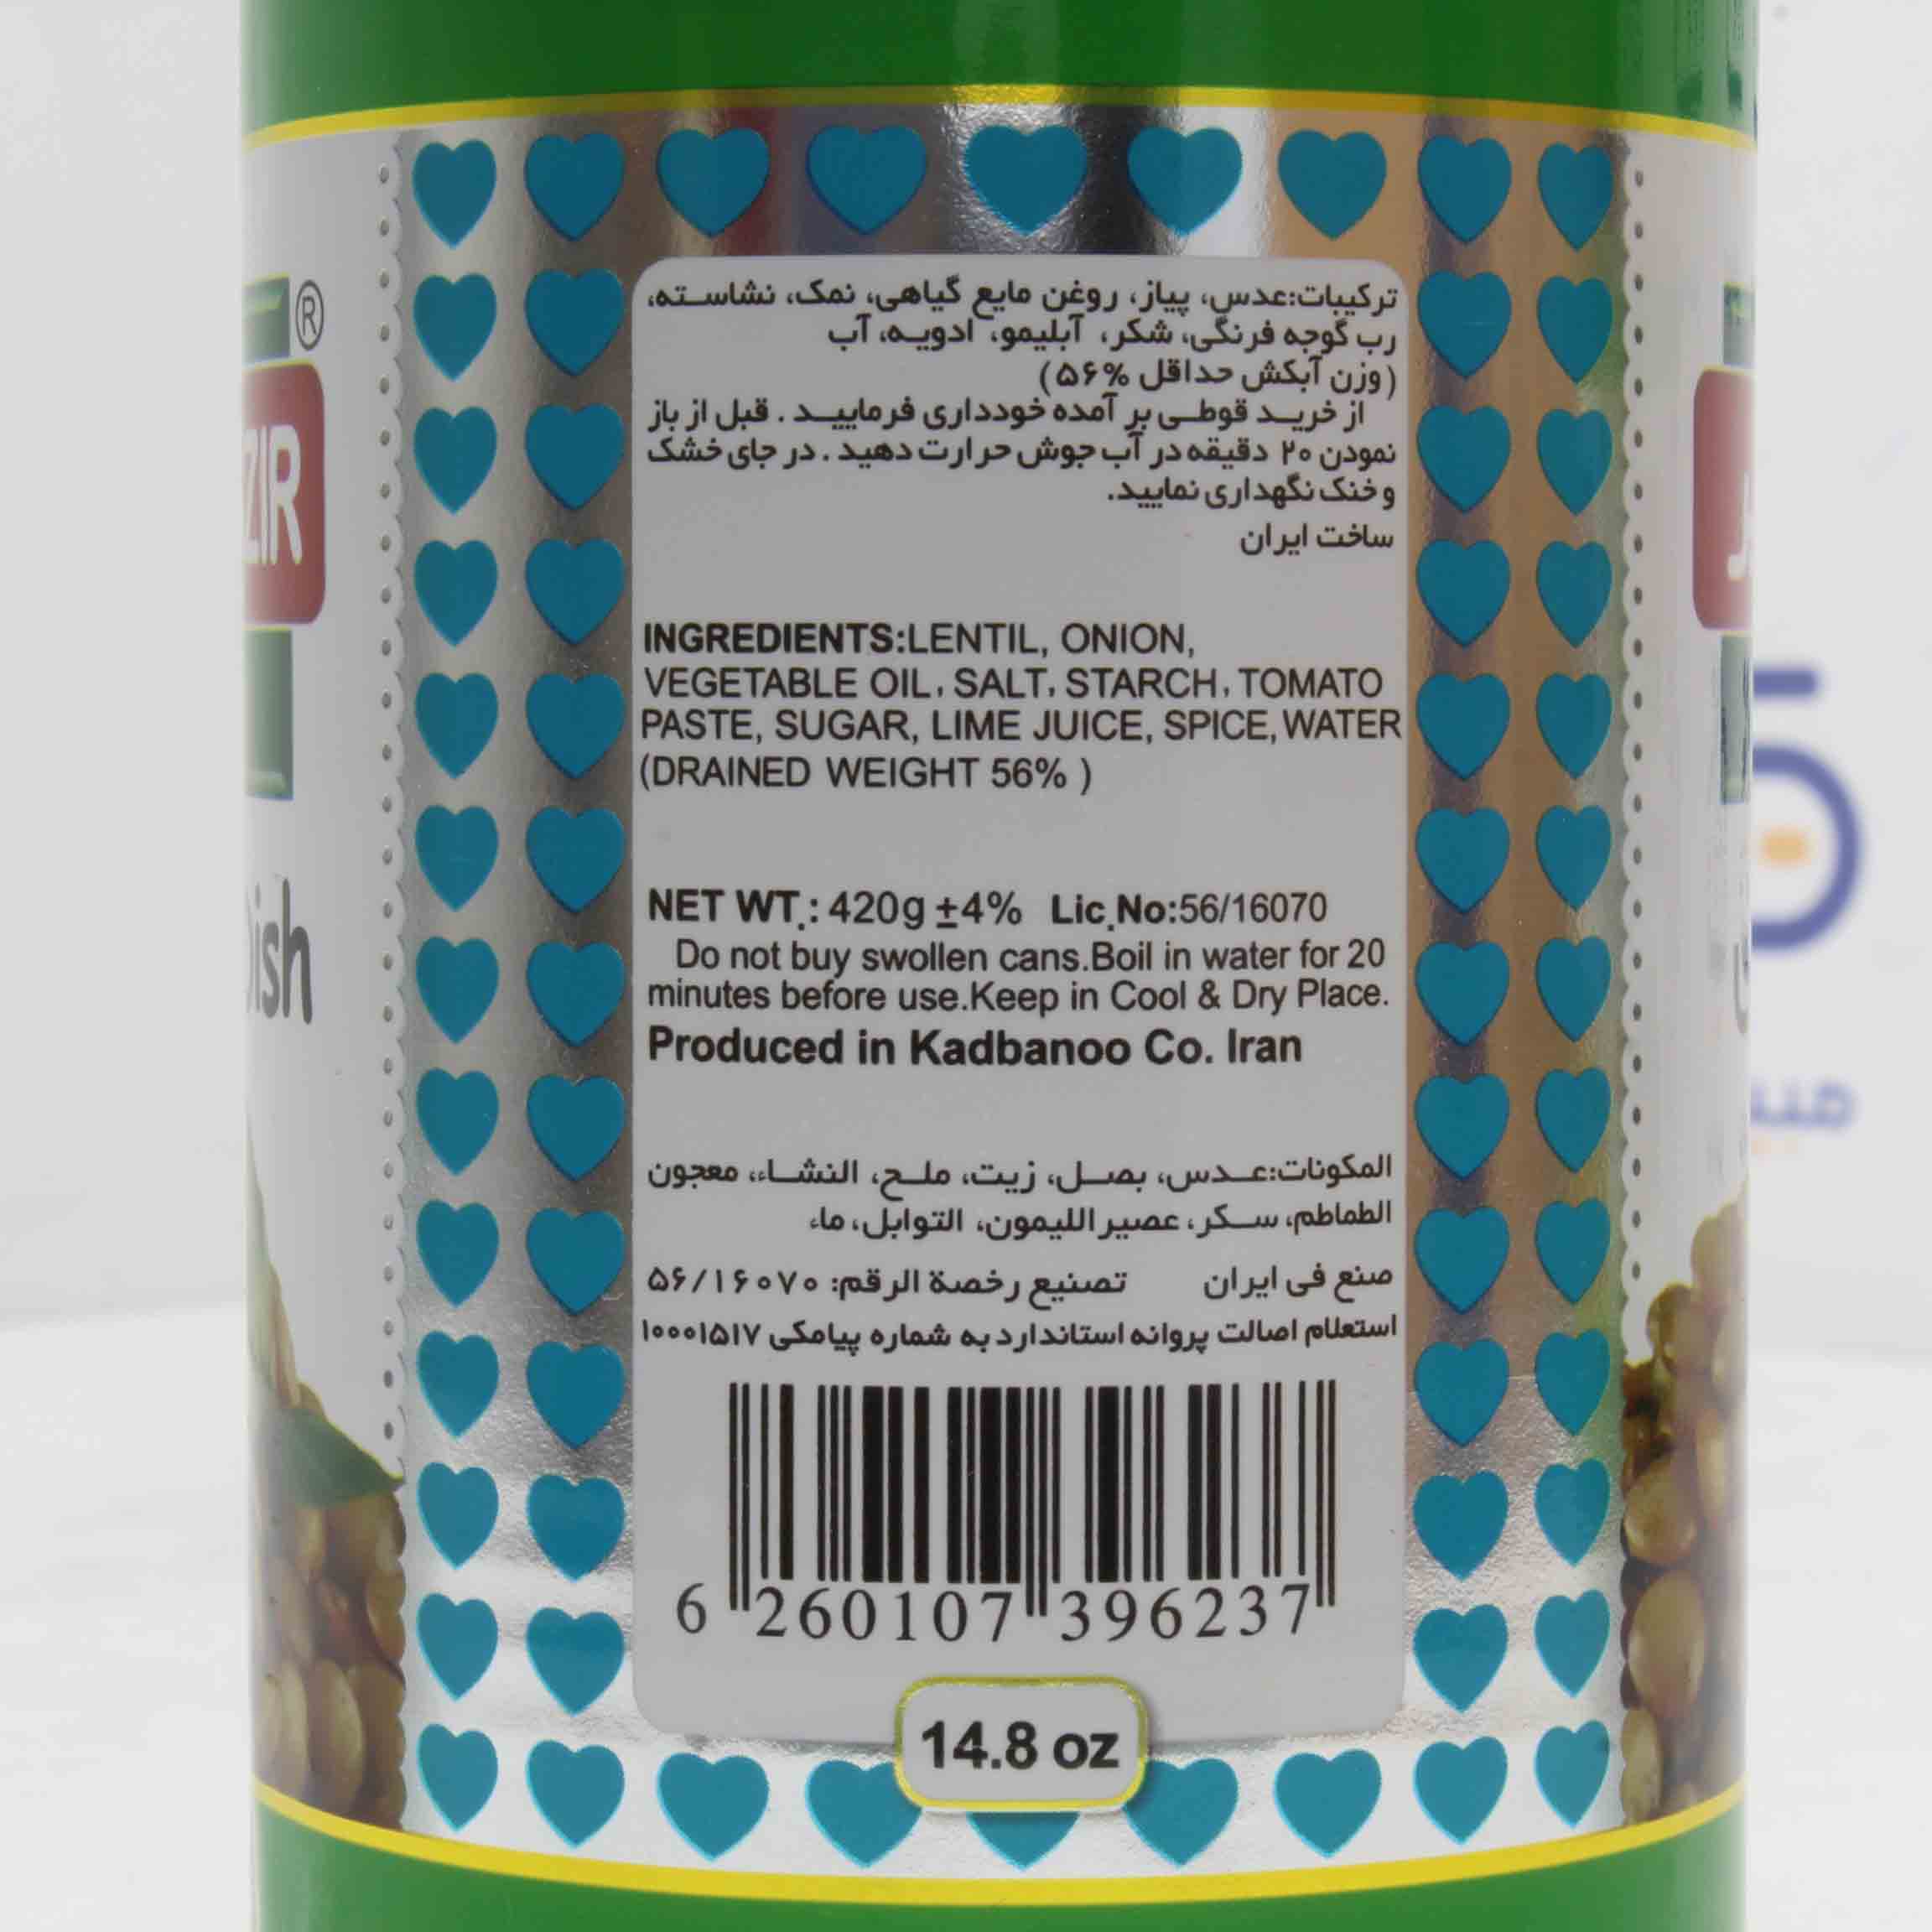 ®
ZIR
ish
ترکیبات:عدس، پیاز، روغن مایع گیاهی، نمک، نشاسته،
رب گوجه فرنگی، شکر، آبلیمو، ادویه، آب
(وزن آبکش حداقل ۵۶%)
از خرید قوطی بر آمده خودداری فرمایید . قبل از باز
نمودن ۲۰ دقیقه در آب جوش حرارت دهید . در جای خشک
و خنک نگهداری نمایید.
ساخت ایران
INGREDIENTS:LENTIL, ONION,
VEGETABLE OIL, SALT, STARCH, TOMATO
PASTE, SUGAR, LIME JUICE, SPICE, WATER
(DRAINED WEIGHT 56% )
NET WT.: 420g ±4% Lic.No:56/16070
Do not buy swollen cans.Boil in water for 20
minutes before use.Keep in Cool & Dry Place.
Produced in Kadbanoo Co. Iran
المكونات:عدس، بصل، زیت، ملح، النشاء، معجون
الطماطم، سکر، عصیر اللیمون، التوابل، ماء
صنع فی ایران تصنیع رخصة الرقم: ۵۶/۱۶۰۷۰
استعلام اصالت پروانه استاندارد به شماره پیامکی ۱۰۰۰۱۵۱۷
6 260107 396237
14.8 oz